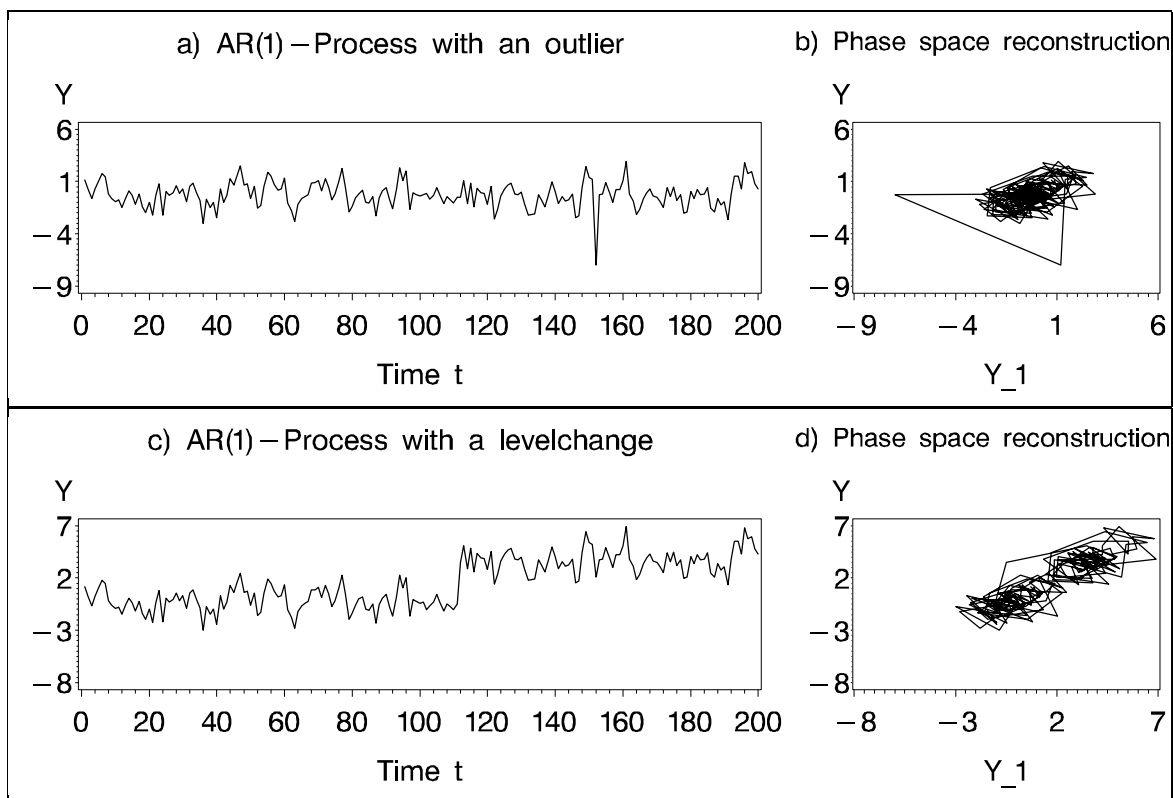 a) AR(1)–Process with an outlier
b) Phase space reconstruction
Y
6
1
−4
−9
0 20 40 60 80 100 120 140 160 180 200
Time t
Y
6
1
−4
−9
−9 −4 1 6
Y_1
c) AR(1)–Process with a levelchange
d) Phase space reconstruction
Y
7
2
−3
−8
0 20 40 60 80 100 120 140 160 180 200
Time t
Y
7
2
−3
−8
−8 −3 2 7
Y_1